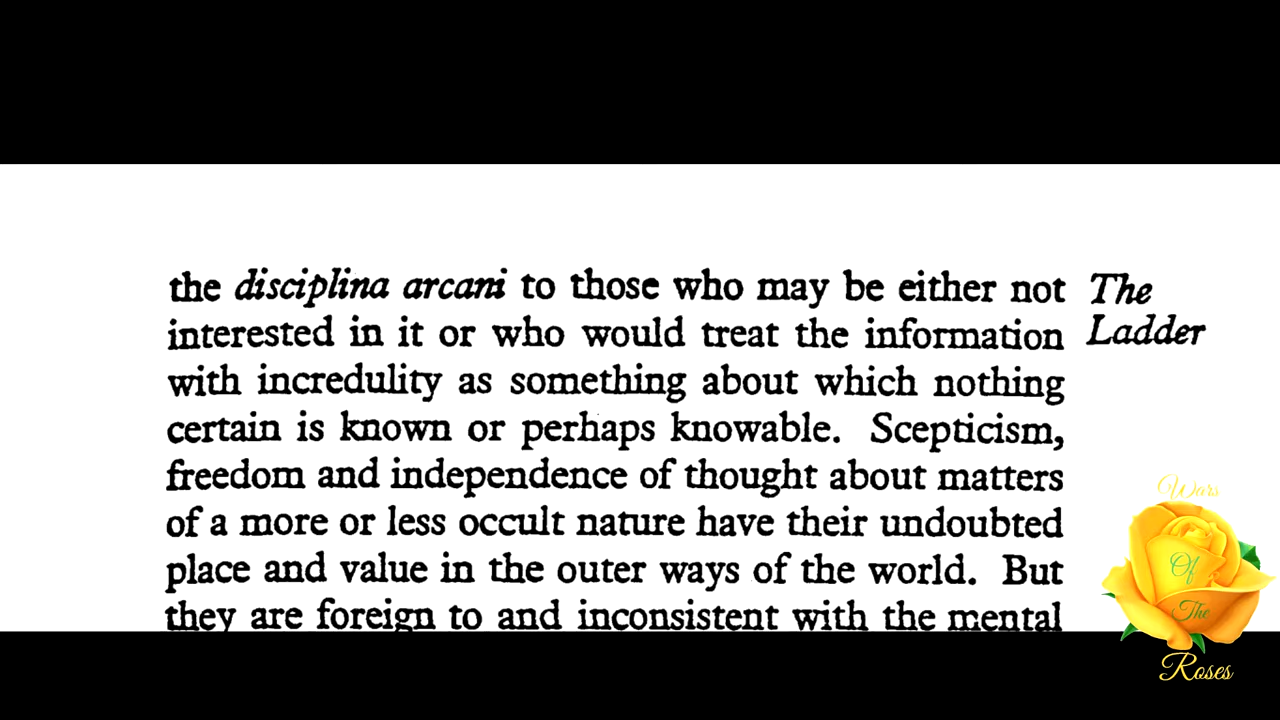 the disciplina arcani to those who may be either not
interested in it or who would treat the information
with incredulity as something about which nothing
certain is known or perhaps knowable. Scepticism,
freedom and independence of thought about matters
of a more or less occult nature have their undoubted
place and value in the outer ways of the world. But
they are foreign to and inconsistent with the mental
The
Ladder
Wars
Of
The
Roses